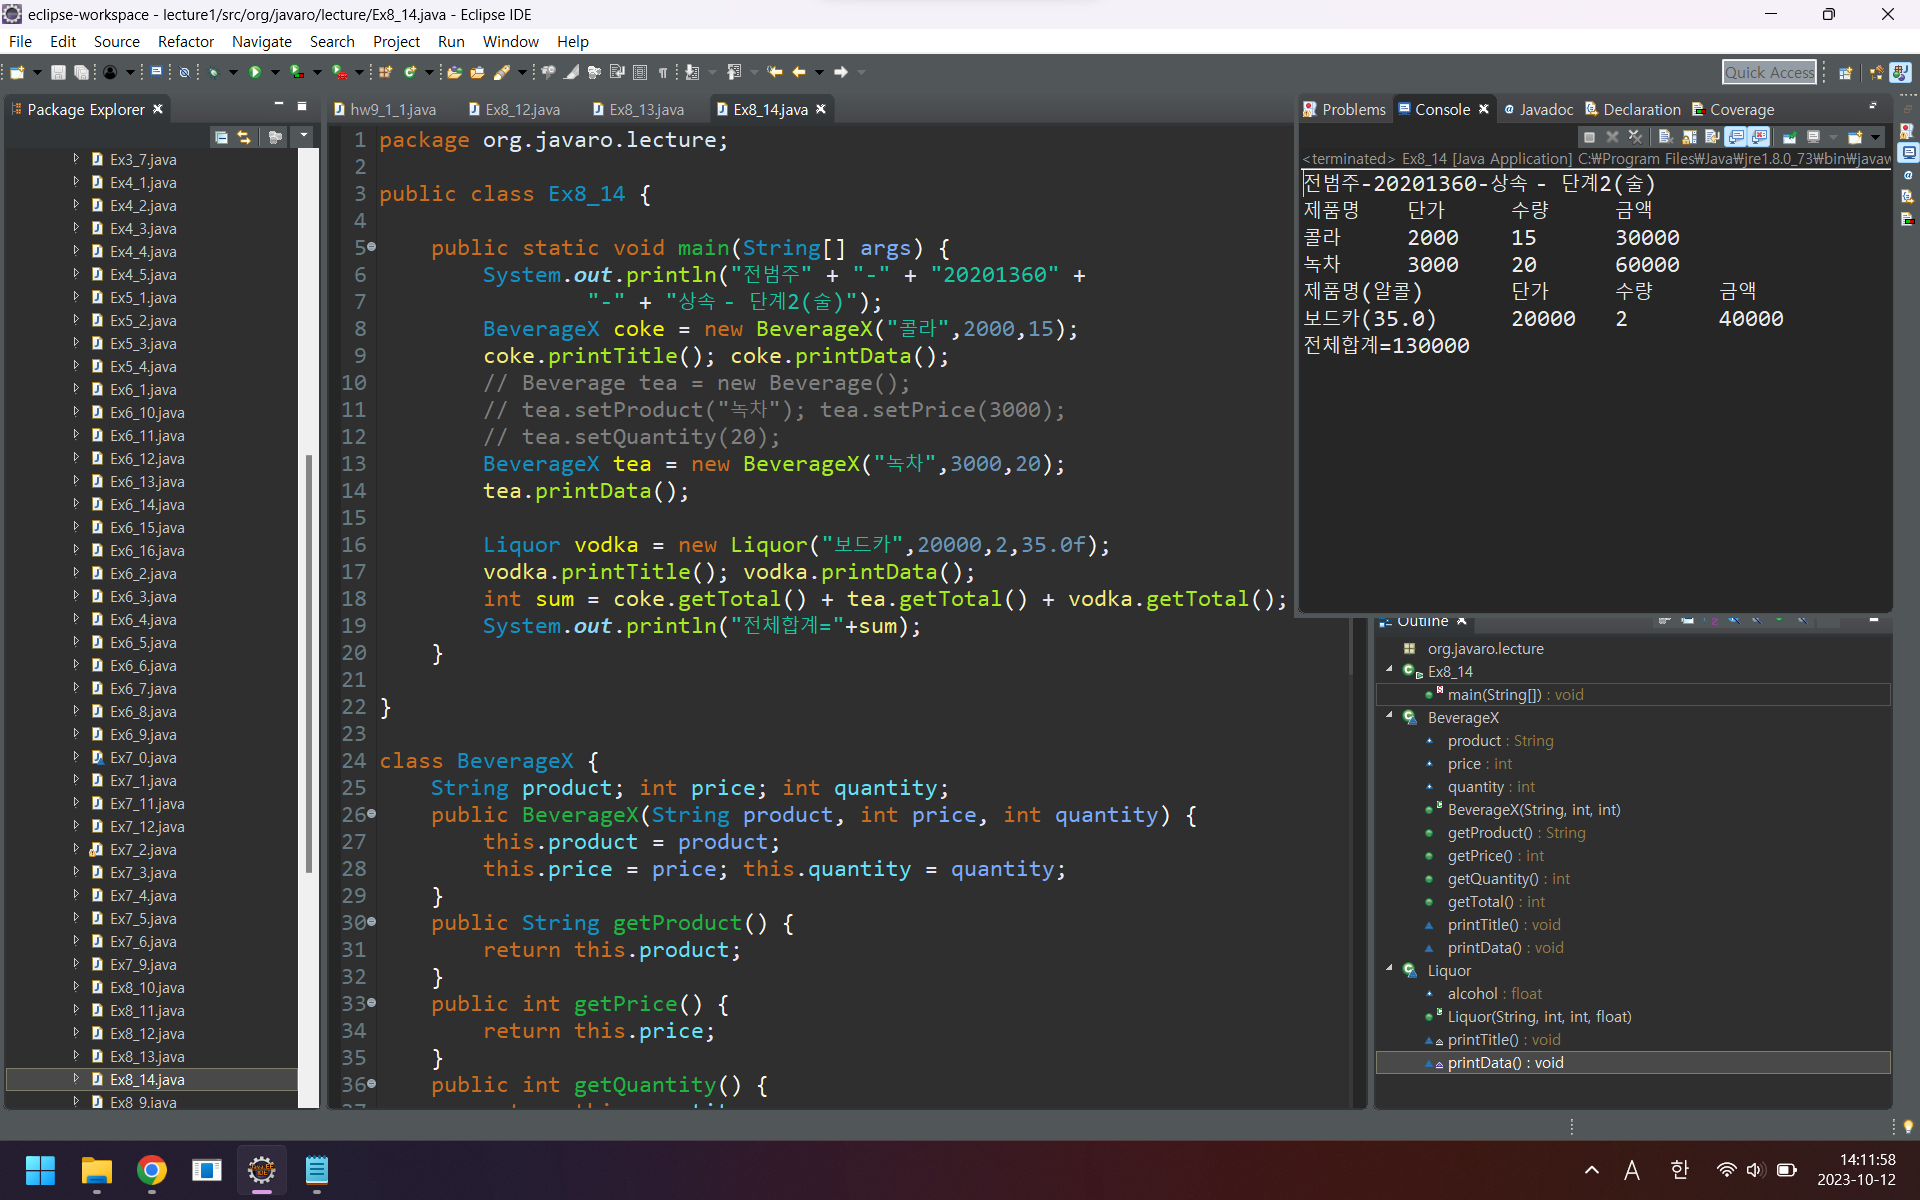 eclipse-workspace - lecture1/src/org/javaro/lecture/Ex8_14.java - Eclipse IDE
File Edit Source Refactor Navigate Search Project Run Window Help
Quick Access
Package Explorer
Ex3_7.java
Ex4_1.java
Ex4_2.java
Ex4_3.java
Ex4_4.java
Ex4_5.java
Ex5_1.java
Ex5_2.java
Ex5_3.java
Ex5_4.java
Ex6_1.java
Ex6_10.java
Ex6_11.java
Ex6_12.java
Ex6_13.java
Ex6_14.java
Ex6_15.java
Ex6_16.java
Ex6_2.java
Ex6_3.java
Ex6_4.java
Ex6_5.java
Ex6_6.java
Ex6_7.java
Ex6_8.java
Ex6_9.java
Ex7_0.java
Ex7_1.java
Ex7_11.java
Ex7_12.java
Ex7_2.java
Ex7_3.java
Ex7_4.java
Ex7_5.java
Ex7_6.java
Ex7_9.java
Ex8_10.java
Ex8_11.java
Ex8_12.java
Ex8_13.java
Ex8_14.java
Ex8_9.java
hw9_1_1.java Ex8_12.java Ex8_13.java Ex8_14.java
1 package org.javaro.lecture;
2
3 public class Ex8_14 {
4
5 public static void main(String[] args) {
6 System.out.println("전범주" + "-" + "20201360" +
7 "-" + "상속 - 단계2(술)");
8 BeverageX coke = new BeverageX("콜라",2000,15);
9 coke.printTitle(); coke.printData();
10 // Beverage tea = new Beverage();
11 // tea.setProduct("녹차"); tea.setPrice(3000);
12 // tea.setQuantity(20);
13 BeverageX tea = new BeverageX("녹차",3000,20);
14 tea.printData();
15
16 Liquor vodka = new Liquor("보드카",20000,2,35.0f);
17 vodka.printTitle(); vodka.printData();
18 int sum = coke.getTotal() + tea.getTotal() + vodka.getTotal();
19 System.out.println("전체합계="+sum);
20 }
21
22 }
23
24 class BeverageX {
25 String product; int price; int quantity;
26 public BeverageX(String product, int price, int quantity) {
27 this.product = product;
28 this.price = price; this.quantity = quantity;
29 }
30 public String getProduct() {
31 return this.product;
32 }
33 public int getPrice() {
34 return this.price;
35 }
36 public int getQuantity() {
Problems Console Javadoc Declaration Coverage
<terminated> Ex8_14 [Java Application] C:₩Program Files₩Java₩jre1.8.0_73₩bin₩javaw
전범주-20201360-상속 - 단계2(술)
제품명 단가 수량 금액
콜라 2000 15 30000
녹차 3000 20 60000
제품명(알콜) 단가 수량 금액
보드카(35.0) 20000 2 40000
전체합계=130000
Outline
org.javaro.lecture
Ex8_14
main(String[]) : void
BeverageX
product : String
price : int
quantity : int
BeverageX(String, int, int)
getProduct() : String
getPrice() : int
getQuantity() : int
getTotal() : int
printTitle() : void
printData() : void
Liquor
alcohol : float
Liquor(String, int, int, float)
printTitle() : void
printData() : void
A 한
14:11:58
2023-10-12